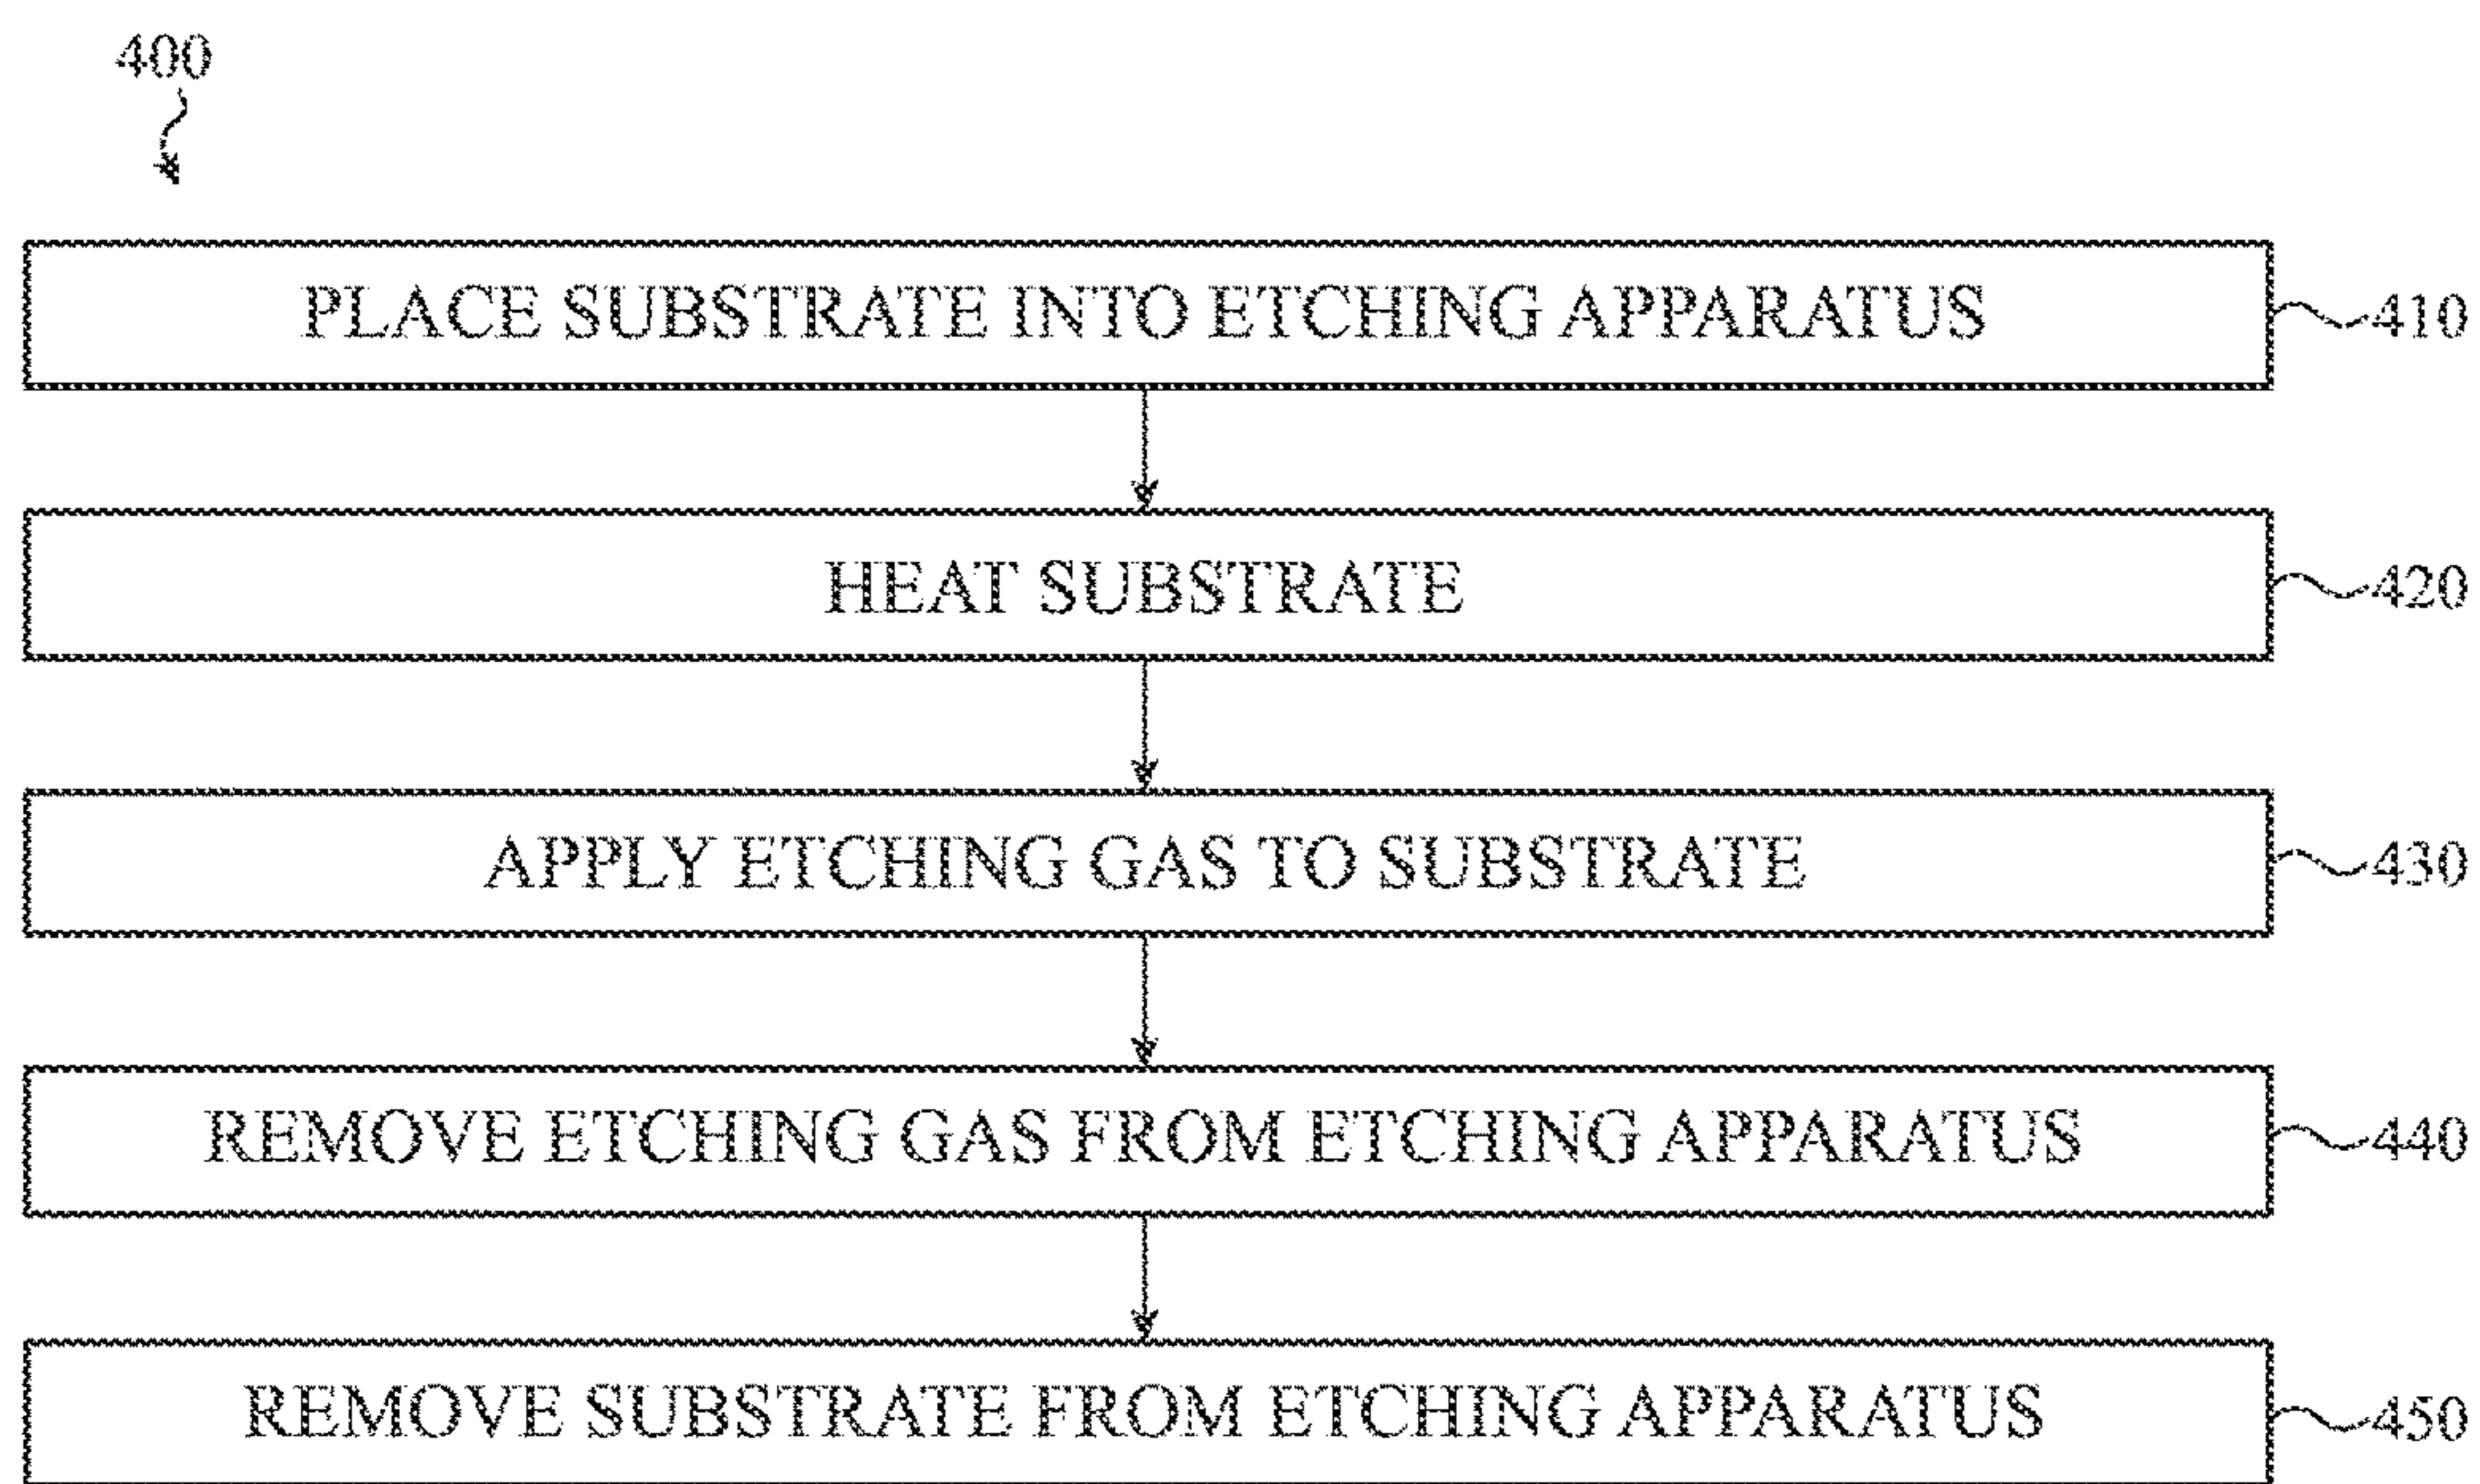 400
PLACE SUBSTRATE INTO ETCHING APPARATUS 410
HEAT SUBSTRATE 420
APPLY ETCHING GAS TO SUBSTRATE 430
REMOVE ETCHING GAS FROM ETCHING APPARATUS 440
REMOVE SUBSTRATE FROM ETCHING APPARATUS 450